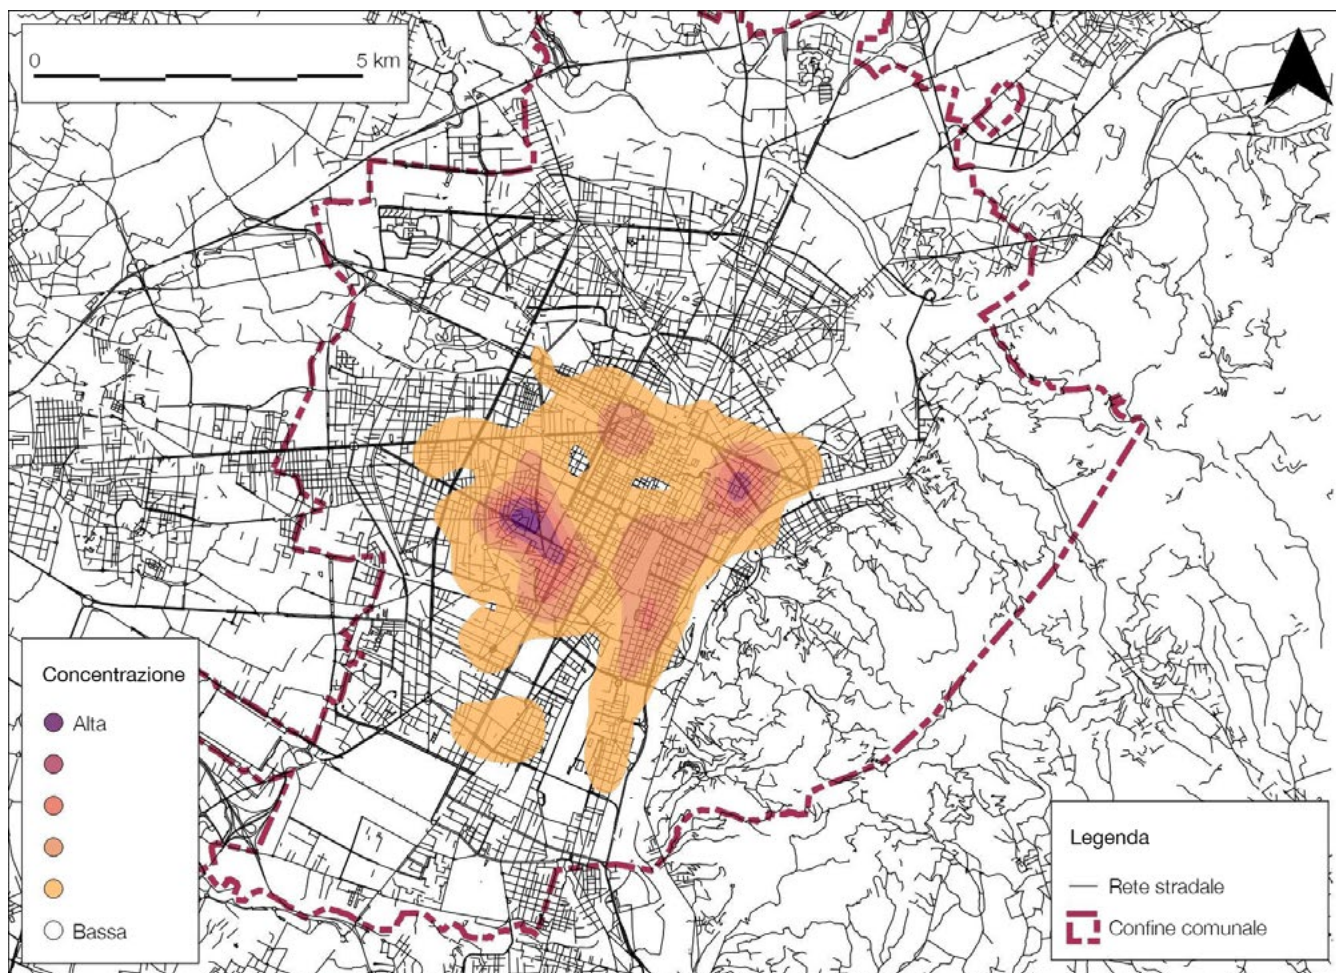 0 5 km
Concentrazione
Alta
Bassa
Legenda
Rete stradale
Confine comunale